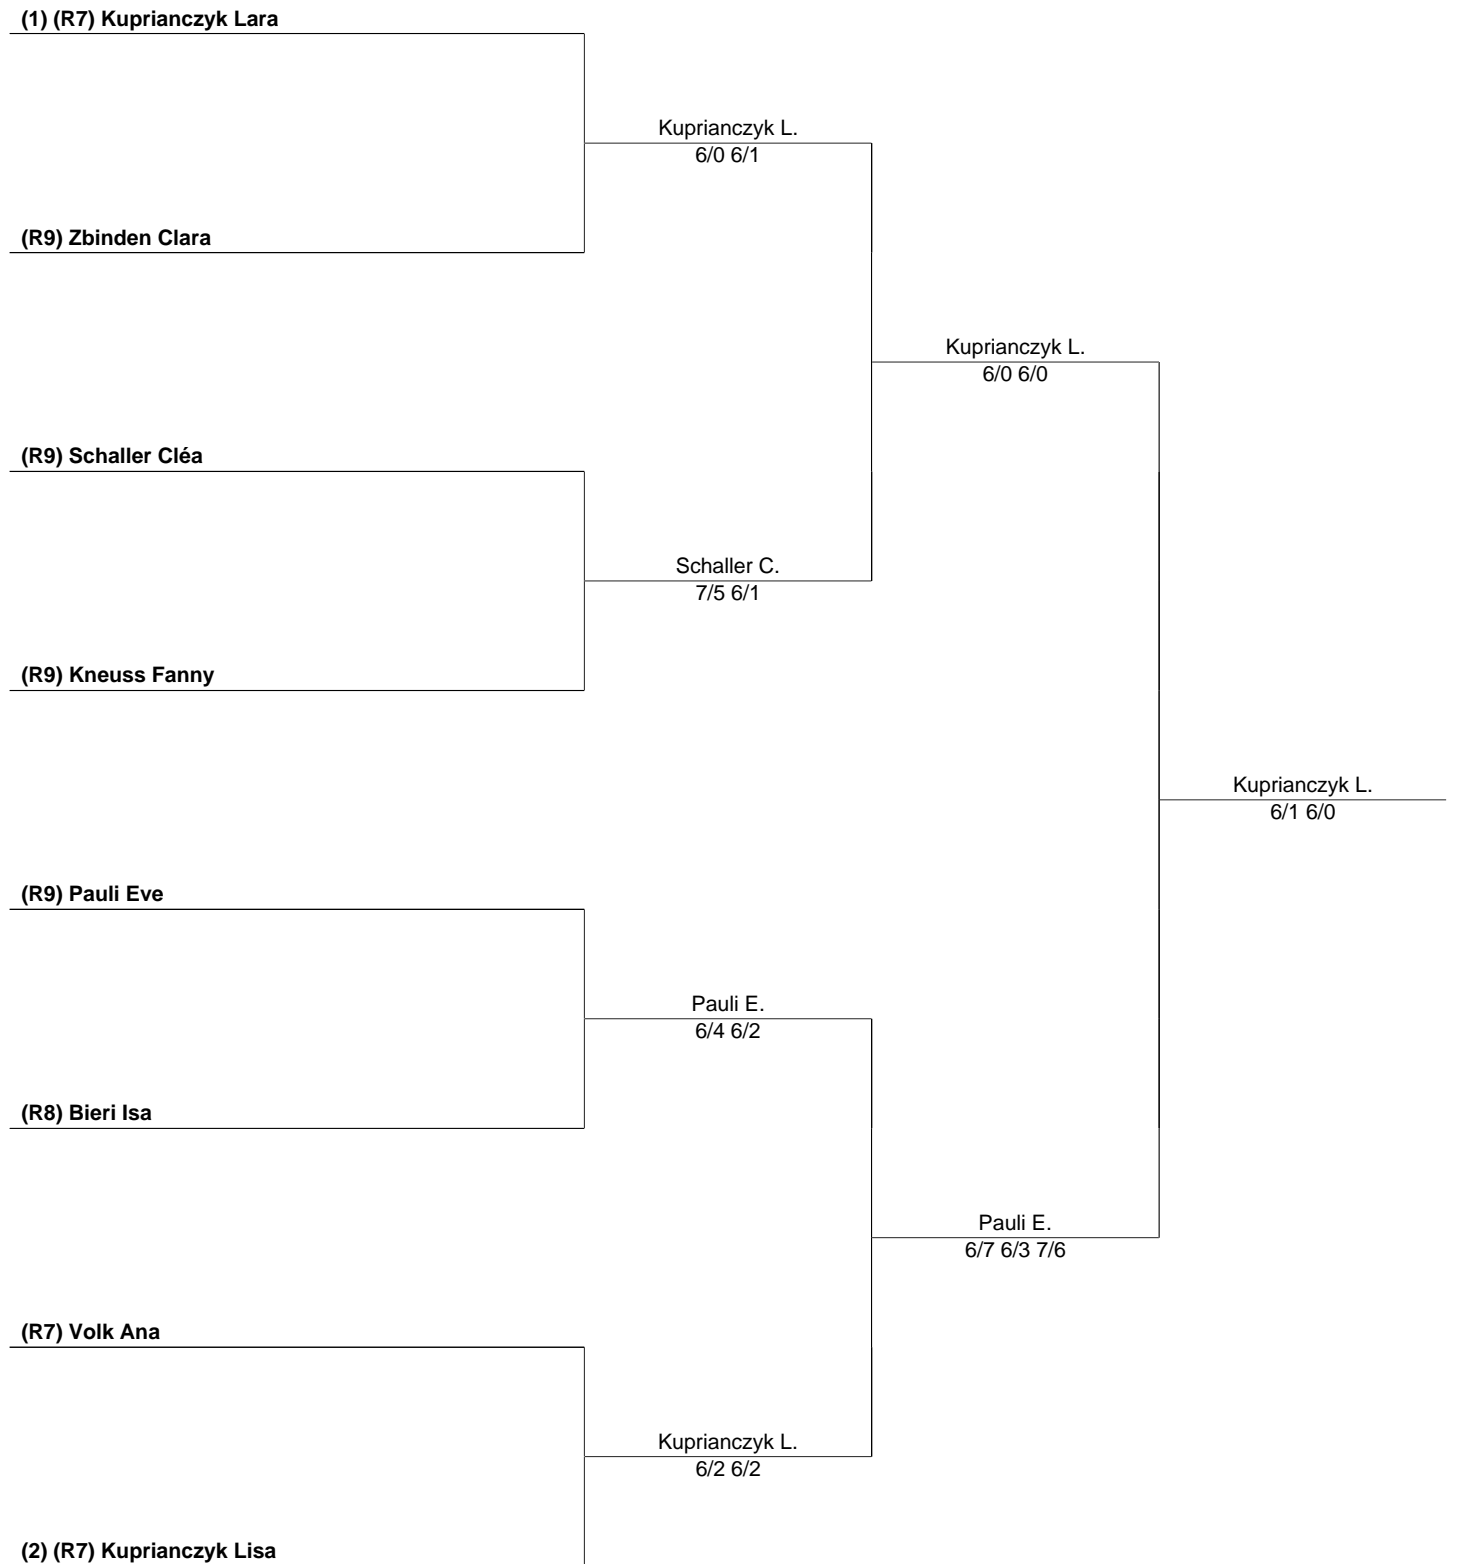 (1) (R7) Kuprianczyk Lara
Kuprianczyk L.
6/0 6/1
(R9) Zbinden Clara
Kuprianczyk L.
6/0 6/0
(R9) Schaller Cléa
Schaller C.
7/5 6/1
(R9) Kneuss Fanny
Kuprianczyk L.
6/1 6/0
(R9) Pauli Eve
Pauli E.
6/4 6/2
(R8) Bieri Isa
Pauli E.
6/7 6/3 7/6
(R7) Volk Ana
Kuprianczyk L.
6/2 6/2
(2) (R7) Kuprianczyk Lisa